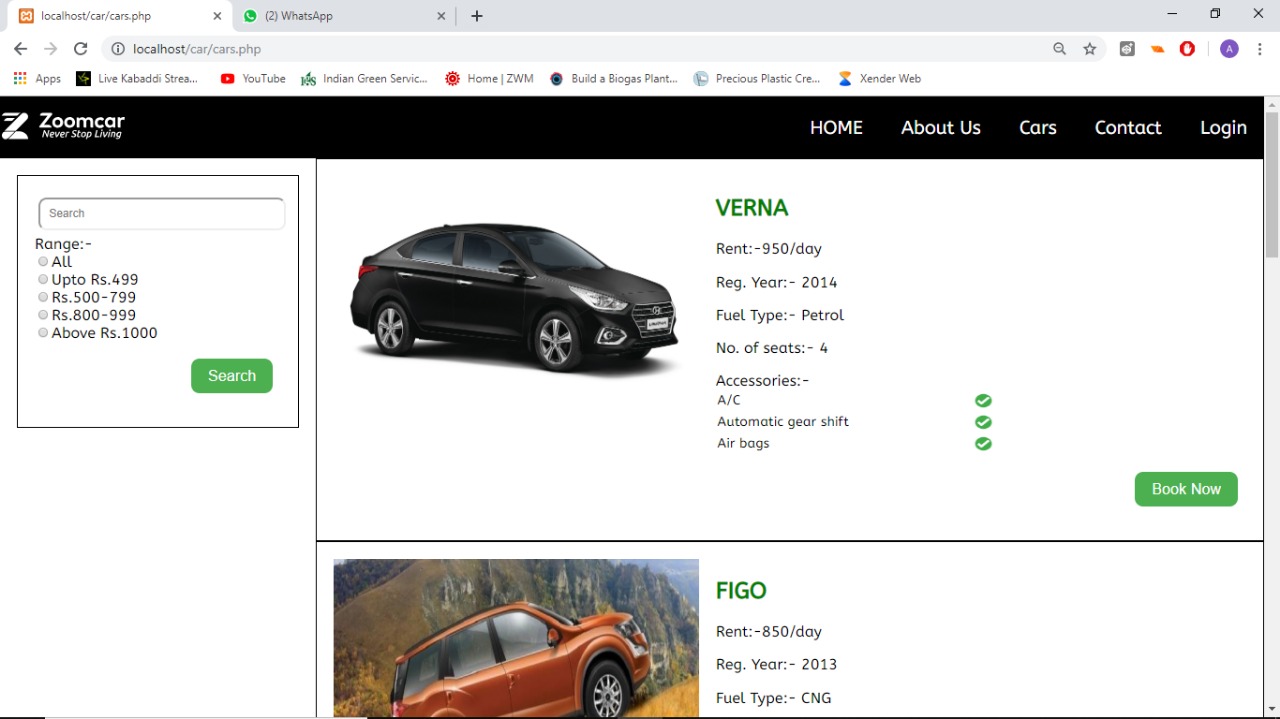 localhost/car/cars.php
(2) WhatsApp
localhost/car/cars.php
A
Apps
Live Kabaddi Strea...
YouTube
Indian Green Servic...
Home | ZWM
Build a Biogas Plant...
Precious Plastic Cre...
Xender Web
Zoomcar
Never Stop Living
HOME
About Us
Cars
Contact
Login
Search
Range:-
All
Upto Rs.499
Rs.500-799
Rs.800-999
Above Rs.1000
Search
VERNA
Rent:-950/day
Reg. Year:- 2014
Fuel Type:- Petrol
No. of seats:- 4
Accessories:-
A/C
Automatic gear shift
Air bags
Book Now
FIGO
Rent:-850/day
Reg. Year:- 2013
Fuel Type:- CNG